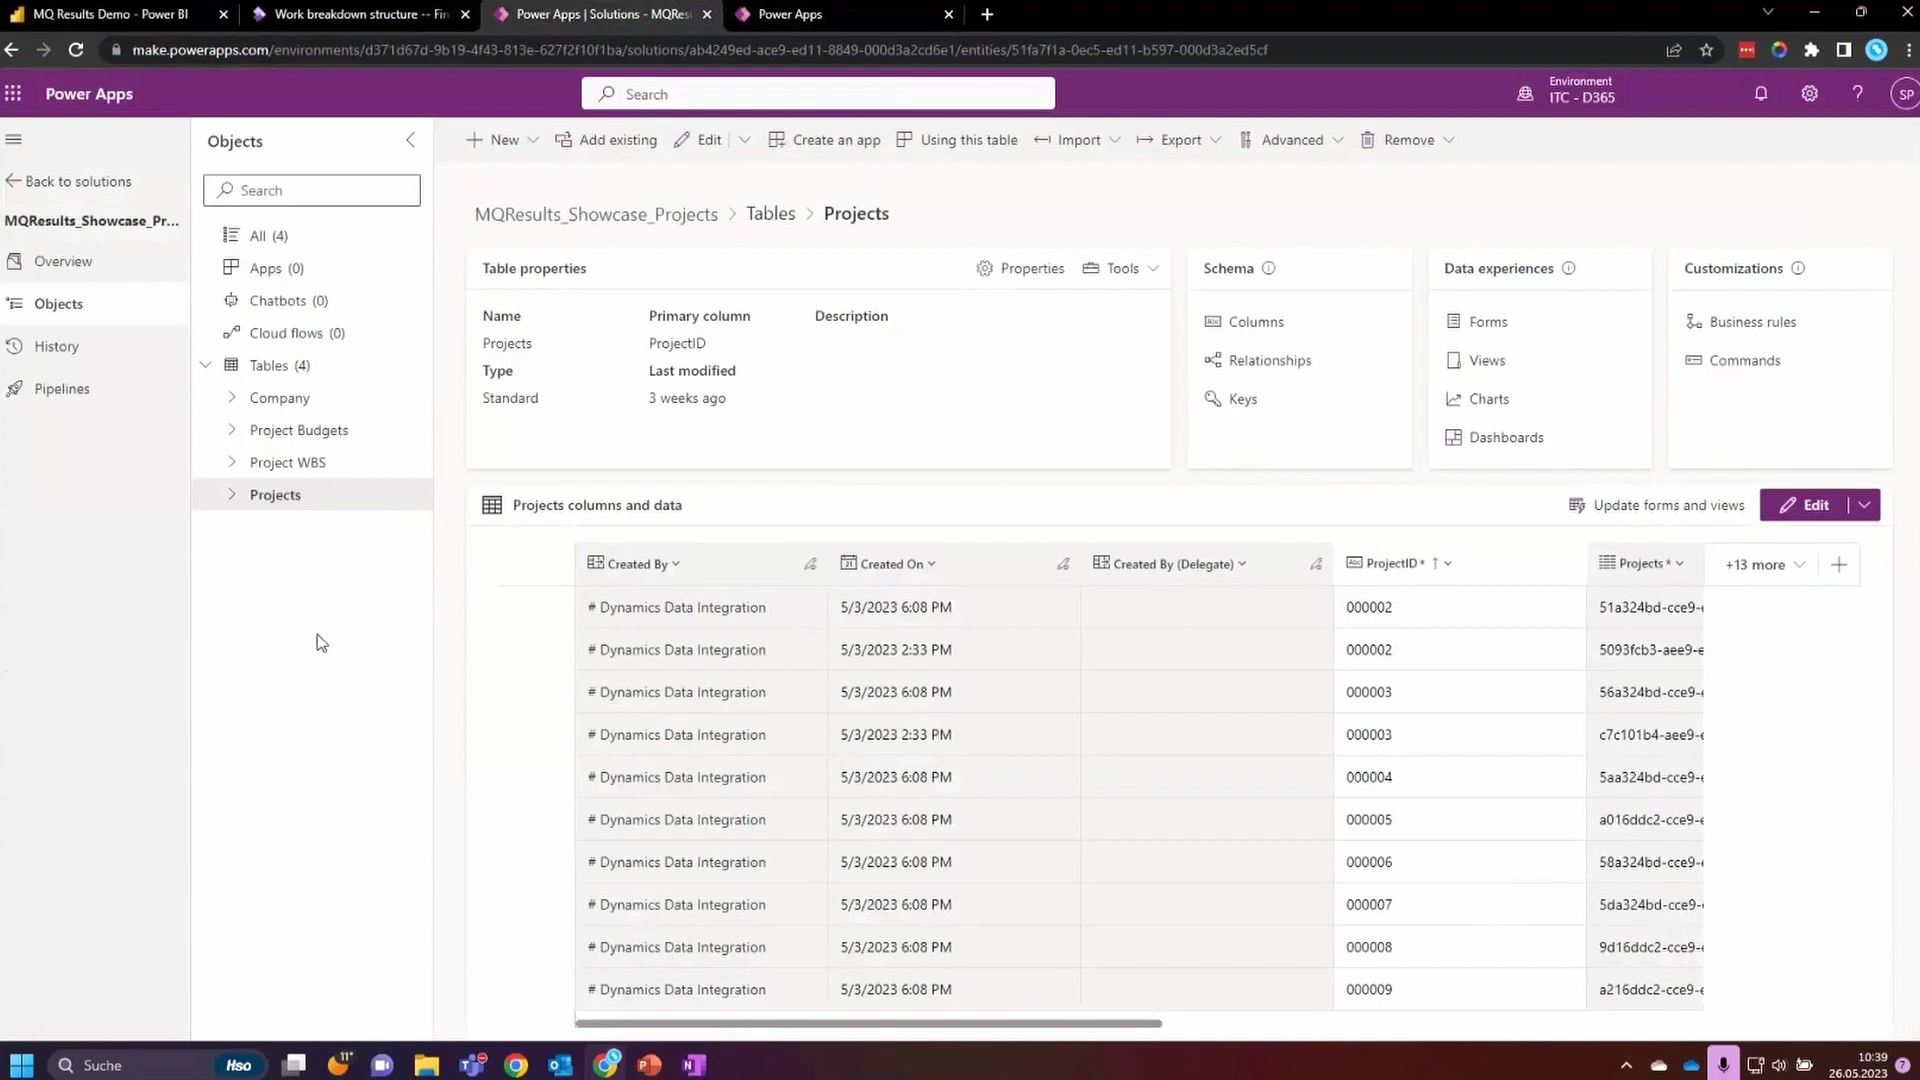 MQ Results Demo - Power BI
Work breakdown structure -- Fin
Power Apps | Solutions - MQRes
Power Apps
make.powerapps.com/environments/d371d67d-9b19-4f43-813e-627f2f10f1ba/solutions/ab4249ed-ace9-ed11-8849-000d3a2cd6e1/entities/51fa7f1a-0ec5-ed11-b597-000d3a2ed5cf
Power Apps
Search
Environment
ITC - D365
SP
Objects
New
Add existing
Edit
Create an app
Using this table
Import
Export
Advanced
Remove
Back to solutions
Search
MQResults_Showcase_Pr...
Overview
Objects
History
Pipelines
All (4)
Apps (0)
Chatbots (0)
Cloud flows (0)
Tables (4)
Company
Project Budgets
Project WBS
Projects
MQResults_Showcase_Projects > Tables > Projects
Table properties
Properties
Tools
Name
Primary column
Description
Projects
ProjectID
Type
Last modified
Standard
3 weeks ago
Schema
Columns
Relationships
Keys
Data experiences
Forms
Views
Charts
Dashboards
Customizations
Business rules
Commands
Projects columns and data
Update forms and views
Edit
Created By
Created On
Created By (Delegate)
ProjectID * ↑
Projects *
+13 more
# Dynamics Data Integration 5/3/2023 6:08 PM 000002 51a324bd-cce9-e
# Dynamics Data Integration 5/3/2023 2:33 PM 000002 5093fcb3-aee9-e
# Dynamics Data Integration 5/3/2023 6:08 PM 000003 56a324bd-cce9-e
# Dynamics Data Integration 5/3/2023 2:33 PM 000003 c7c101b4-aee9-e
# Dynamics Data Integration 5/3/2023 6:08 PM 000004 5aa324bd-cce9-e
# Dynamics Data Integration 5/3/2023 6:08 PM 000005 a016ddc2-cce9-e
# Dynamics Data Integration 5/3/2023 6:08 PM 000006 58a324bd-cce9-e
# Dynamics Data Integration 5/3/2023 6:08 PM 000007 5da324bd-cce9-e
# Dynamics Data Integration 5/3/2023 6:08 PM 000008 9d16ddc2-cce9-e
# Dynamics Data Integration 5/3/2023 6:08 PM 000009 a216ddc2-cce9-e
Suche
Hso
11°
10:39
26.05.2023
7